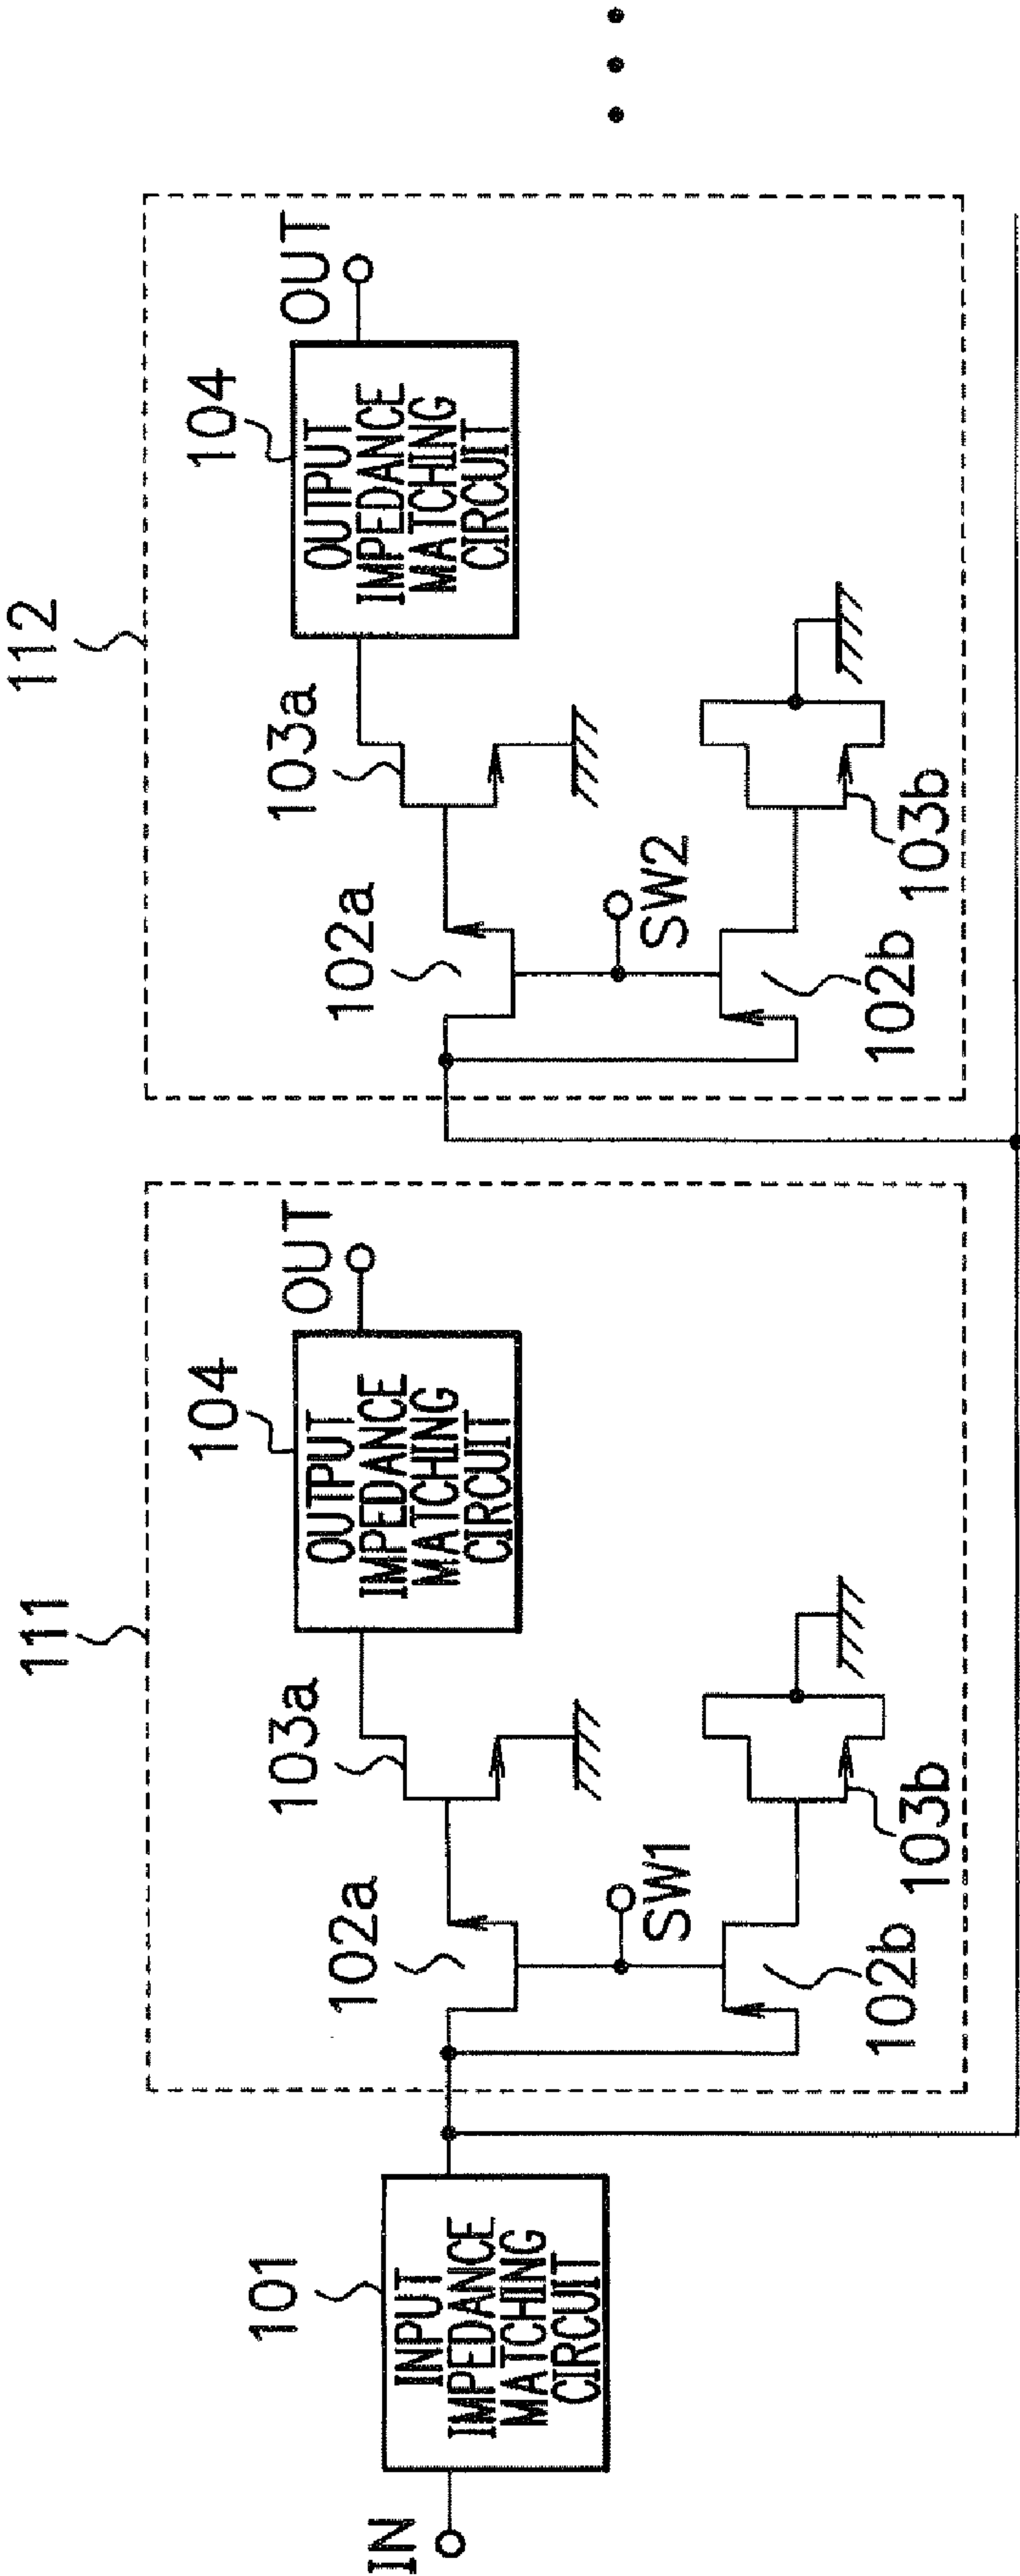 111
112
101
IN
INPUT
IMPEDANCE
MATCHING
CIRCUIT
102a
103a
104
OUTPUT
IMPEDANCE
MATCHING
CIRCUIT
OUT
SW1
102b
103b
102a
103a
104
OUTPUT
IMPEDANCE
MATCHING
CIRCUIT
OUT
SW2
102b
103b